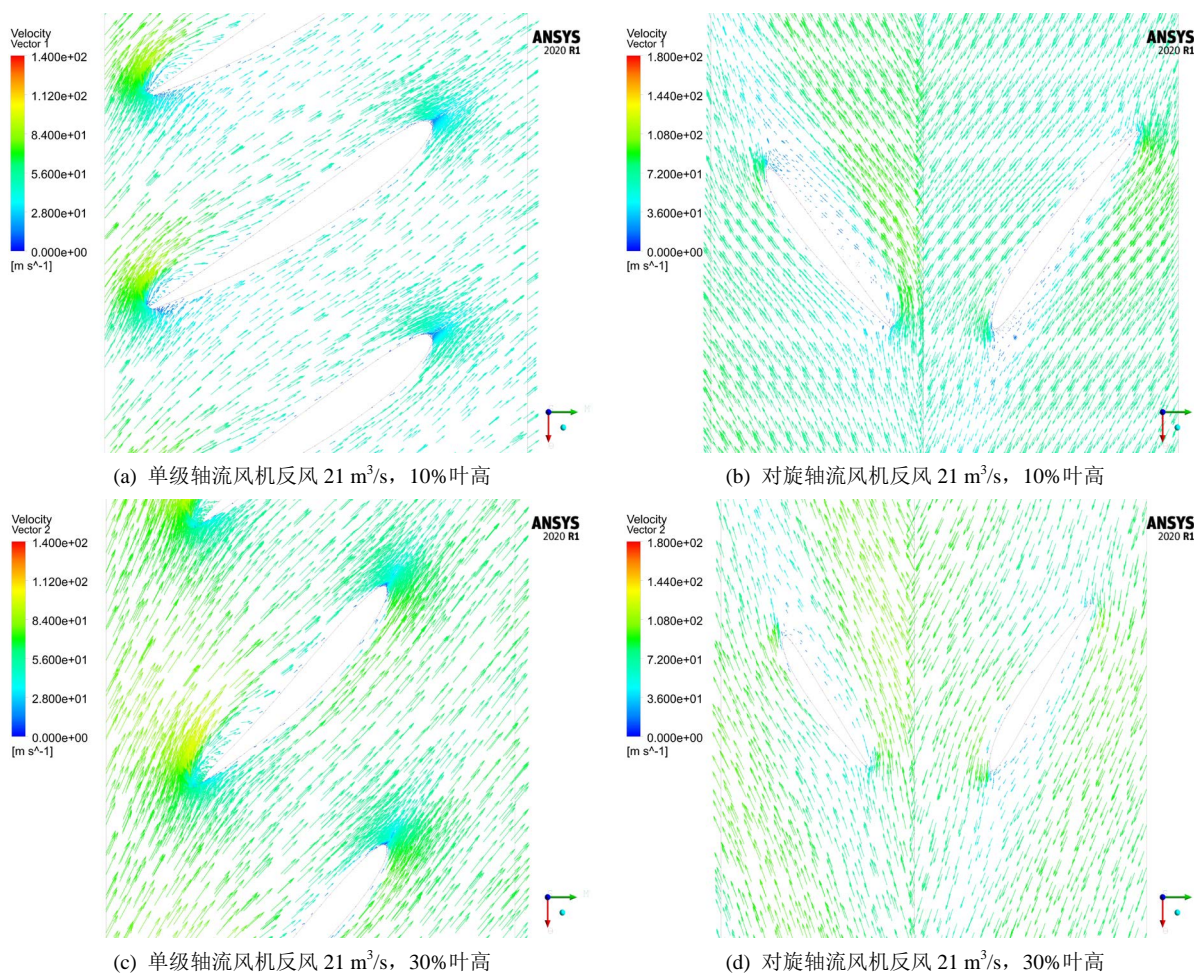 Velocity
Vector 1
1.400e+02
1.120e+02
8.400e+01
5.600e+01
2.800e+01
0.000e+00
[m s^-1]
ANSYS
2020 R1
(a) 单级轴流风机反风 21 m³/s，10%叶高
Velocity
Vector 1
1.800e+02
1.440e+02
1.080e+02
7.200e+01
3.600e+01
0.000e+00
[m s^-1]
ANSYS
2020 R1
(b) 对旋轴流风机反风 21 m³/s，10%叶高
Velocity
Vector 2
1.400e+02
1.120e+02
8.400e+01
5.600e+01
2.800e+01
0.000e+00
[m s^-1]
ANSYS
2020 R1
(c) 单级轴流风机反风 21 m³/s，30%叶高
Velocity
Vector 2
1.800e+02
1.440e+02
1.080e+02
7.200e+01
3.600e+01
0.000e+00
[m s^-1]
ANSYS
2020 R1
(d) 对旋轴流风机反风 21 m³/s，30%叶高